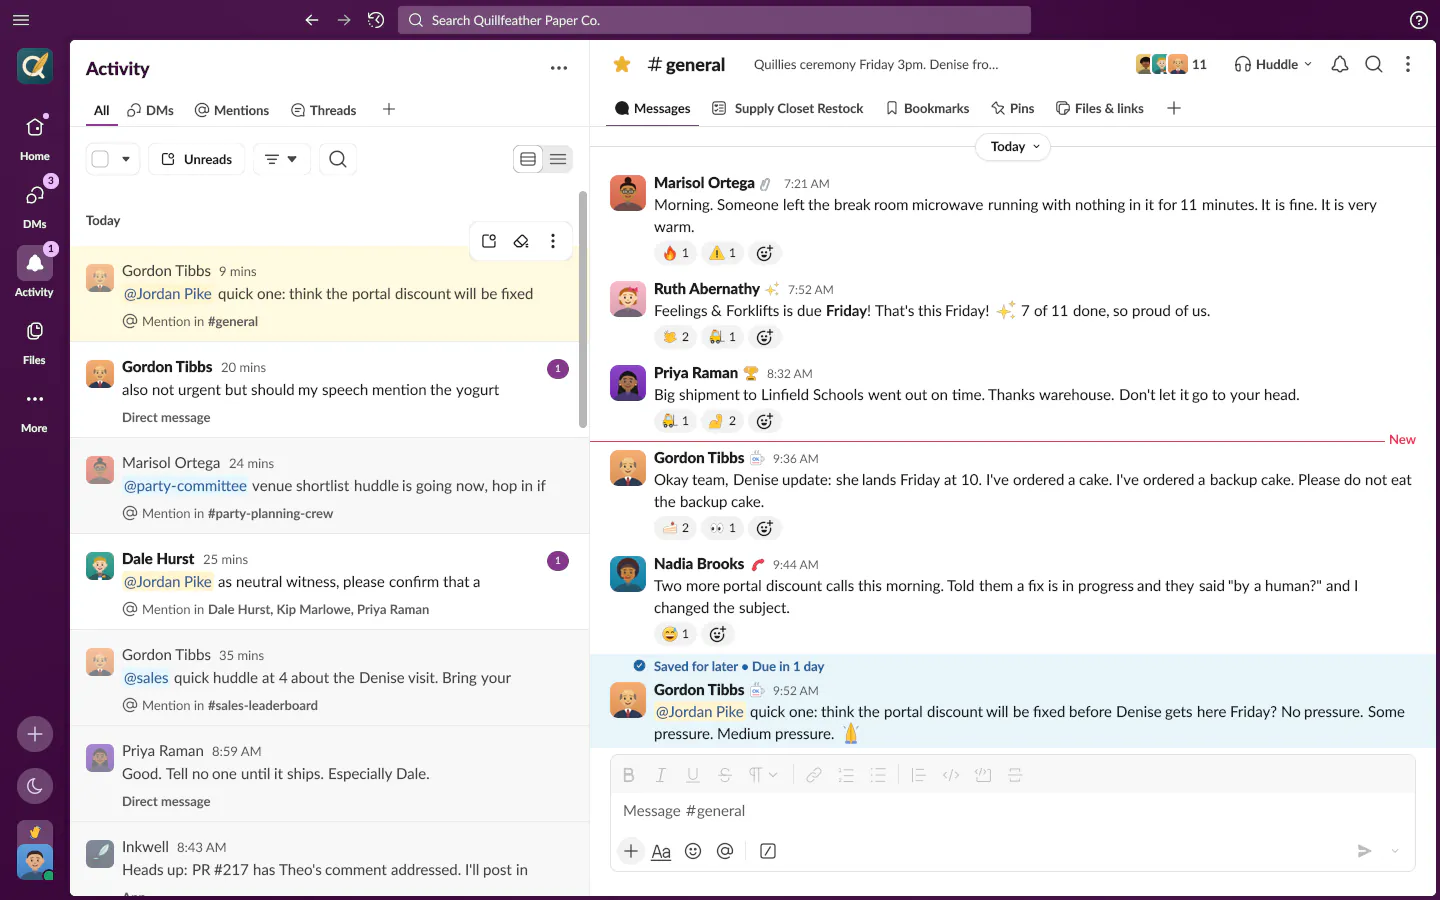 Search Quillfeather Paper Co.
Home
3
DMs
1
Activity
Files
More
Activity
All
DMs
Mentions
Threads
Unreads
Today
Gordon Tibbs 9 mins
@Jordan Pike quick one: think the portal discount will be fixed
Mention in #general
Gordon Tibbs 20 mins
1
also not urgent but should my speech mention the yogurt
Direct message
Marisol Ortega 24 mins
@party-committee venue shortlist huddle is going now, hop in if
Mention in #party-planning-crew
Dale Hurst 25 mins
1
@Jordan Pike as neutral witness, please confirm that a
Mention in Dale Hurst, Kip Marlowe, Priya Raman
Gordon Tibbs 35 mins
@sales quick huddle at 4 about the Denise visit. Bring your
Mention in #sales-leaderboard
Priya Raman 8:59 AM
Good. Tell no one until it ships. Especially Dale.
Direct message
Inkwell 8:43 AM
Heads up: PR #217 has Theo's comment addressed. I'll post in
# general
Quillies ceremony Friday 3pm. Denise fro...
11
Huddle
Messages
Supply Closet Restock
Bookmarks
Pins
Files & links
Today
Marisol Ortega 7:21 AM
Morning. Someone left the break room microwave running with nothing in it for 11 minutes. It is fine. It is very
warm.
1 1
Ruth Abernathy 7:52 AM
Feelings & Forklifts is due Friday! That's this Friday! 7 of 11 done, so proud of us.
2 1
Priya Raman 8:32 AM
Big shipment to Linfield Schools went out on time. Thanks warehouse. Don't let it go to your head.
1 2
New
Gordon Tibbs 9:36 AM
Okay team, Denise update: she lands Friday at 10. I've ordered a cake. I've ordered a backup cake. Please do not eat
the backup cake.
2 1
Nadia Brooks 9:44 AM
Two more portal discount calls this morning. Told them a fix is in progress and they said "by a human?" and I
changed the subject.
1
Saved for later • Due in 1 day
Gordon Tibbs 9:52 AM
@Jordan Pike quick one: think the portal discount will be fixed before Denise gets here Friday? No pressure. Some
pressure. Medium pressure.
Message #general
Aa